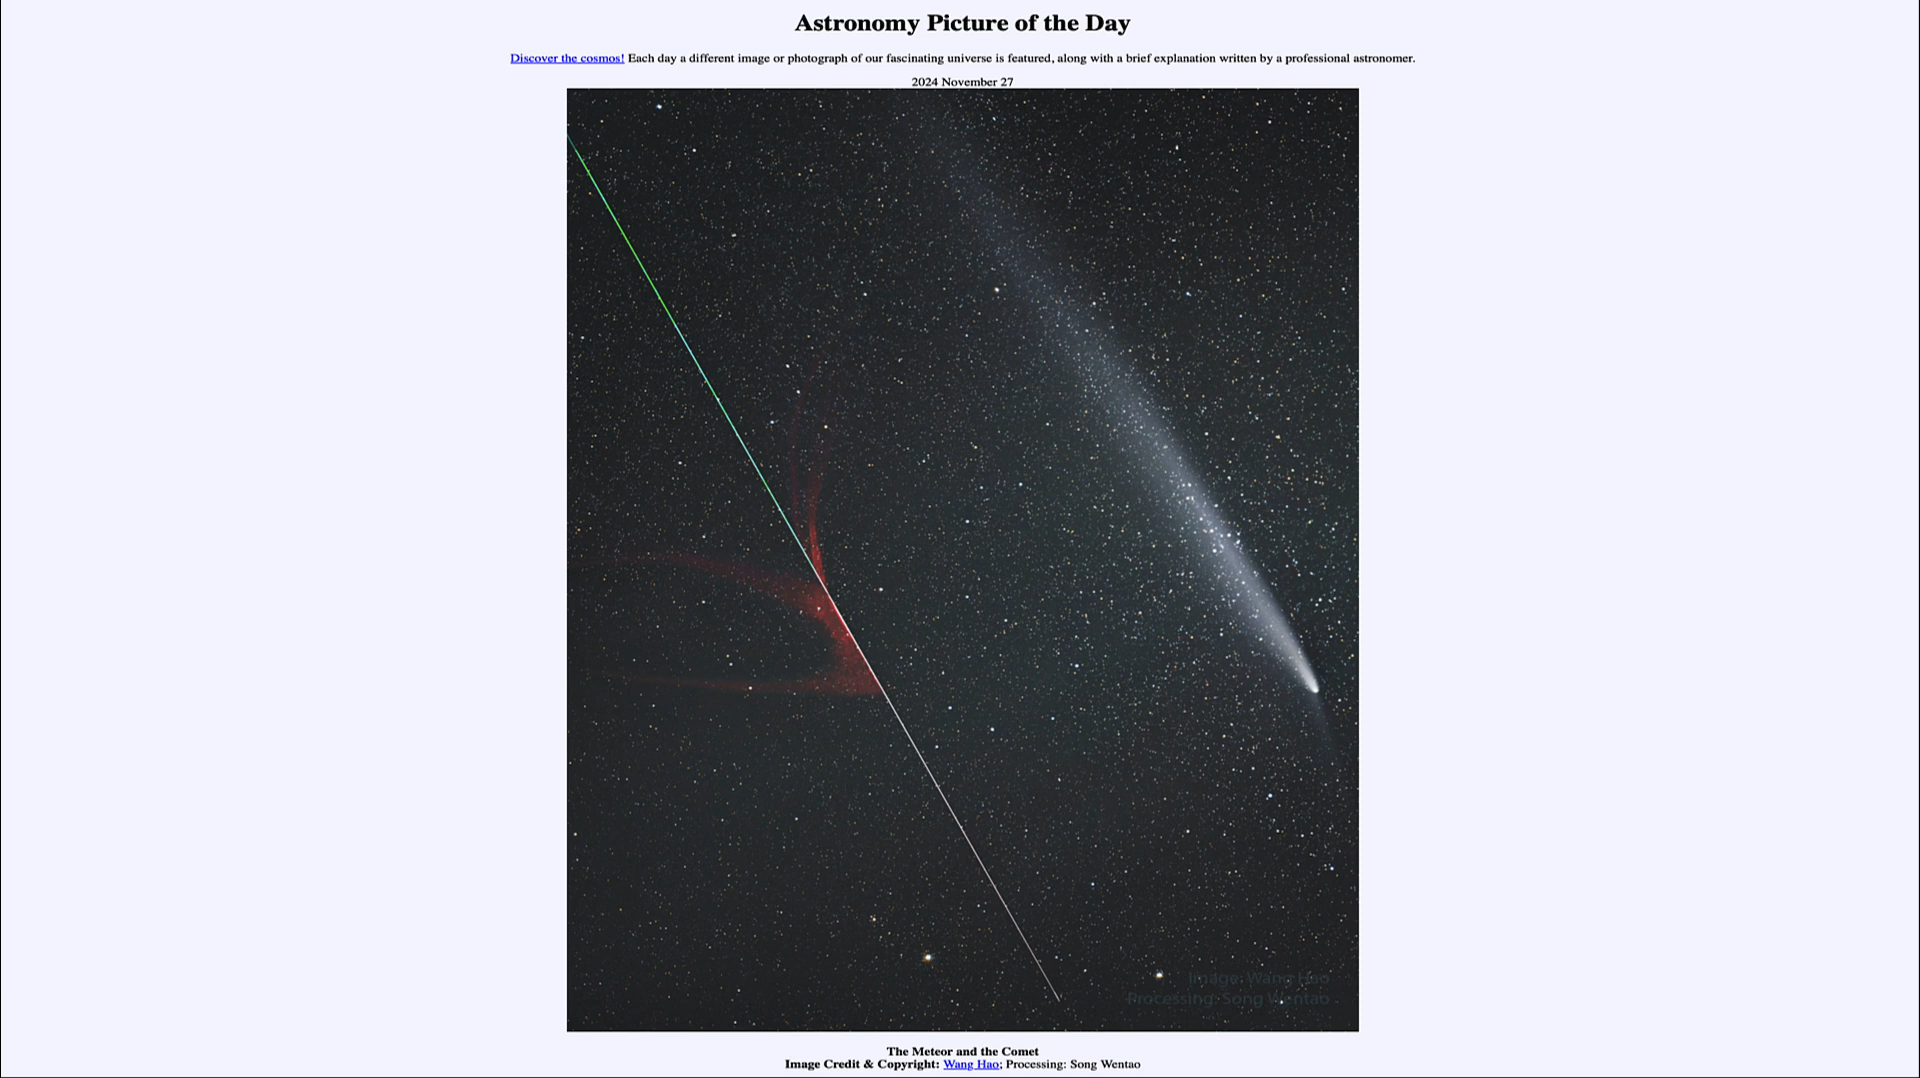 Astronomy Picture of the Day
Discover the cosmos! Each day a different image or photograph of our fascinating universe is featured, along with a brief explanation written by a professional astronomer.
2024 November 27
Image: Wang Hao
Processing: Song Wentao
The Meteor and the Comet
Image Credit & Copyright: Wang Hao; Processing: Song Wentao